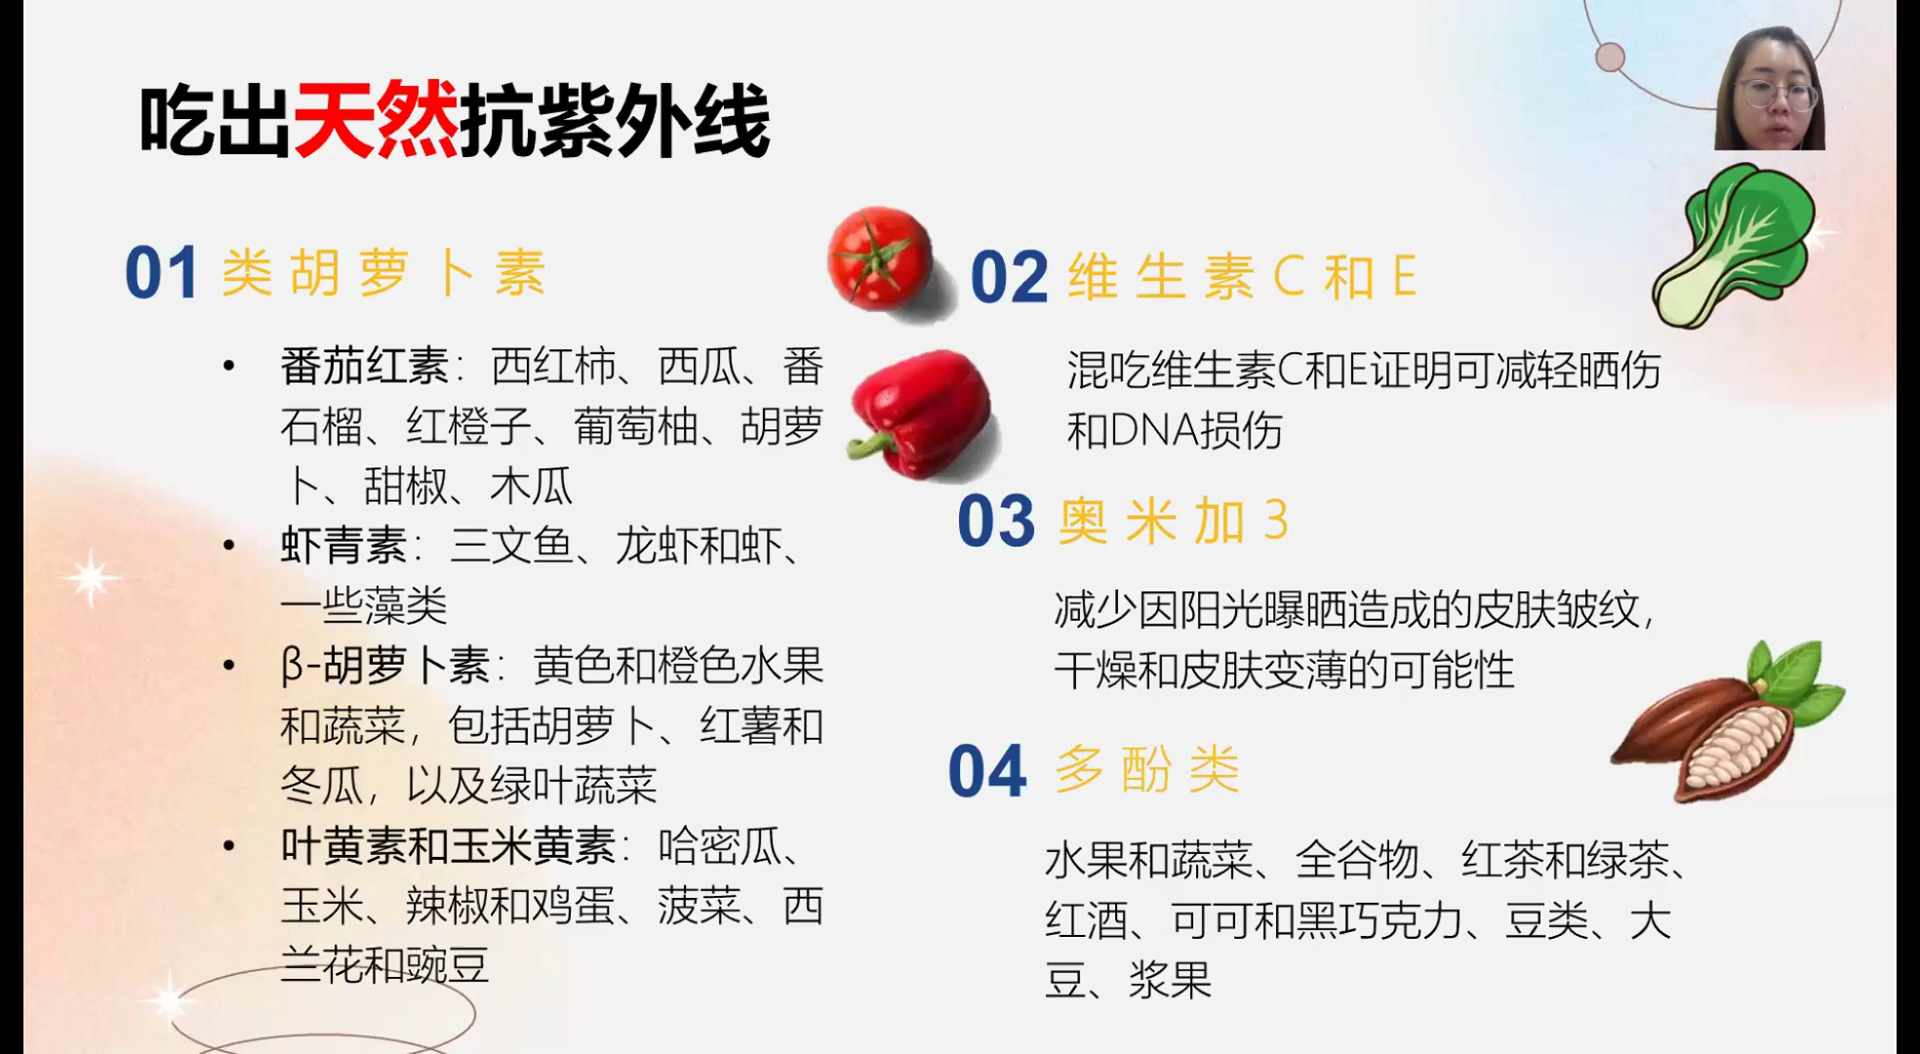 吃出天然抗紫外线
01 类胡萝卜素
• 番茄红素：西红柿、西瓜、番
石榴、红橙子、葡萄柚、胡萝
卜、甜椒、木瓜
• 虾青素：三文鱼、龙虾和虾、
一些藻类
• β-胡萝卜素：黄色和橙色水果
和蔬菜，包括胡萝卜、红薯和
冬瓜，以及绿叶蔬菜
• 叶黄素和玉米黄素：哈密瓜、
玉米、辣椒和鸡蛋、菠菜、西
兰花和豌豆
02 维生素C和E
混吃维生素C和E证明可减轻晒伤
和DNA损伤
03 奥米加3
减少因阳光曝晒造成的皮肤皱纹，
干燥和皮肤变薄的可能性
04 多酚类
水果和蔬菜、全谷物、红茶和绿茶、
红酒、可可和黑巧克力、豆类、大
豆、浆果